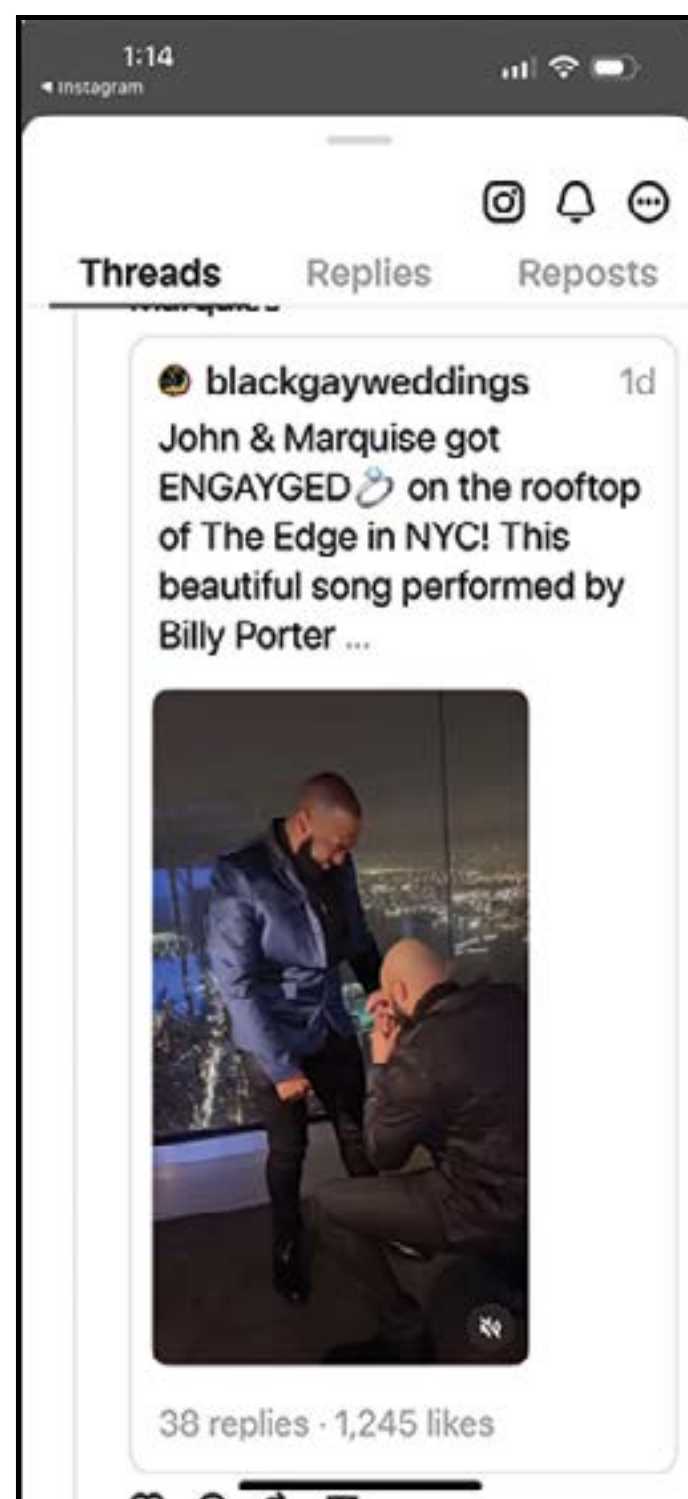 1:14
◀ Instagram
Threads Replies Reposts
blackgayweddings 1d
John & Marquise got
ENGAYGED💍 on the rooftop
of The Edge in NYC! This
beautiful song performed by
Billy Porter ...
38 replies · 1,245 likes